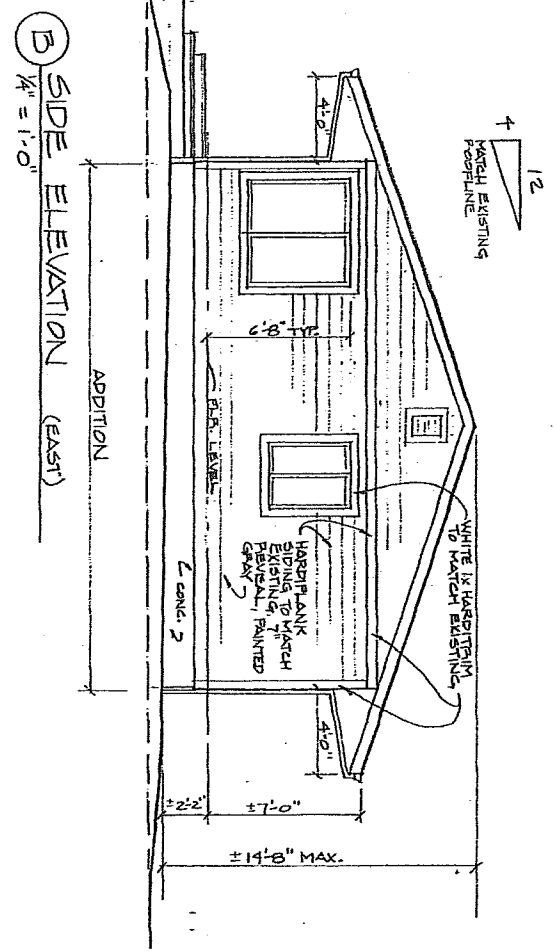 12
4
MATCH EXISTING
ROOFLINE
4'-0"
6'-8" TYP.
F.F. LEVEL
WHITE 1X HARDITRIM
TO MATCH EXISTING
HARDIPLANK
SIDING TO MATCH
EXISTING, 7"
REVEAL, PAINTED
GRAY
4'-0"
±2'-2"
±7'-0"
±14'-8" MAX.
CONC.
ADDITION
B SIDE ELEVATION (EAST)
1/4" = 1'-0"